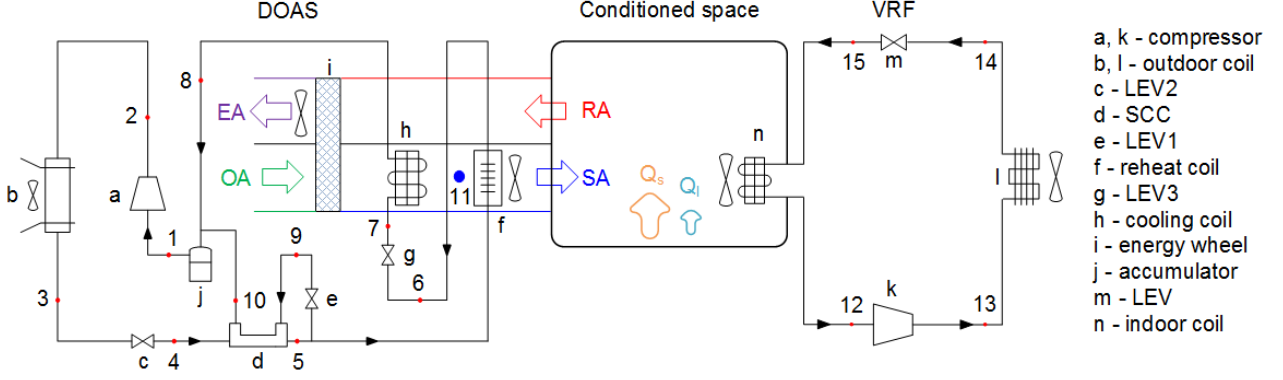 DOAS
Conditioned space
VRF
8
i
15
m
14
2
EA
RA
h
n
b
a
OA
11
SA
Qs
Ql
l
f
1
7
9
g
3
j
10
e
6
12
k
13
4
5
c
d
a, k - compressor
b, l - outdoor coil
c - LEV2
d - SCC
e - LEV1
f - reheat coil
g - LEV3
h - cooling coil
i - energy wheel
j - accumulator
m - LEV
n - indoor coil